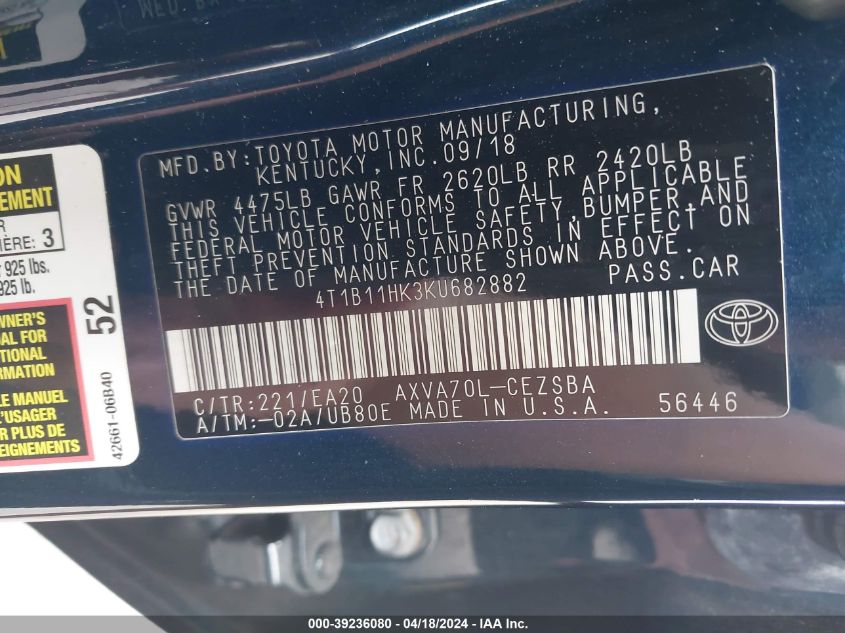 MFD.BY:TOYOTA MOTOR MANUFACTURING,
KENTUCKY,INC.09/18
GVWR 4475LB GAWR FR 2620LB RR 2420LB
THIS VEHICLE CONFORMS TO ALL APPLICABLE
FEDERAL MOTOR VEHICLE SAFETY,BUMPER,AND
THEFT PREVENTION STANDARDS IN EFFECT ON
THE DATE OF MANUFACTURE SHOWN ABOVE.
4T1B11HK3KU682882 PASS.CAR
C/TR:221/EA20 AXVA70L-CEZSBA
A/TM:-02A/UB80E MADE IN U.S.A. 56446
3
925 lbs.
925 lb.
52
42661-06B40
WNER'S
AL FOR
TIONAL
RMATION
LE MANUEL
L'USAGER
R PLUS DE
EIGNEMENTS
000-39236080 - 04/18/2024 - IAA Inc.